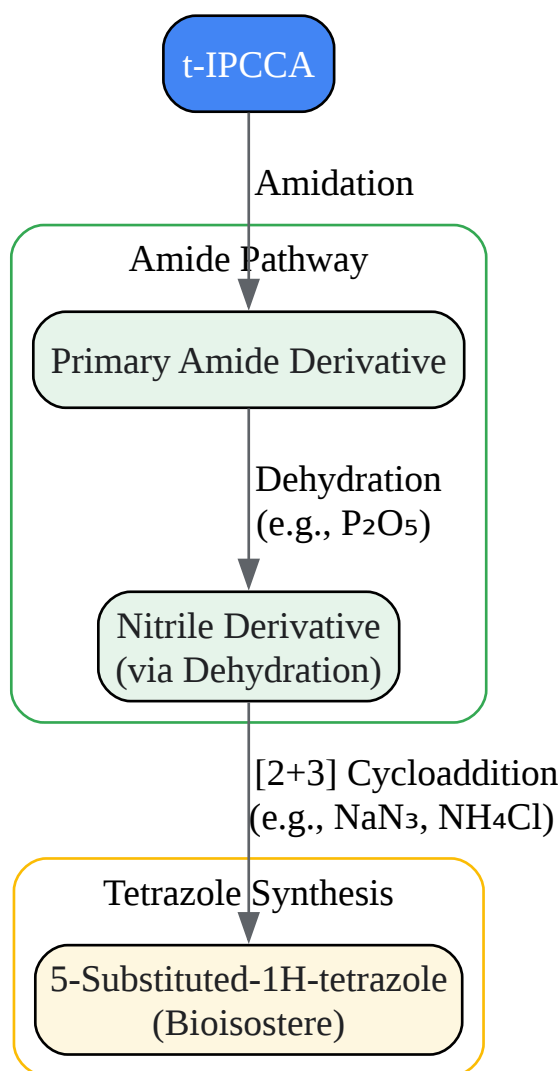 t-IPCCA
Amidation
Amide Pathway
Primary Amide Derivative
Dehydration
(e.g., P₂O₅)
Nitrile Derivative
(via Dehydration)
[2+3] Cycloaddition
(e.g., NaN₃, NH₄Cl)
Tetrazole Synthesis
5-Substituted-1H-tetrazole
(Bioisostere)